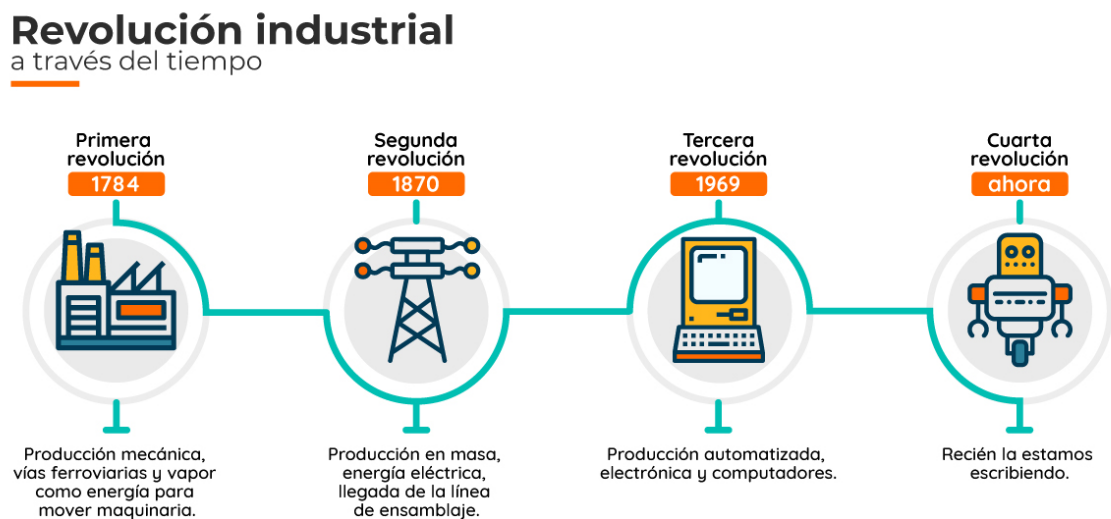 Revolución industrial
a través del tiempo
Primera
revolución
1784
Producción mecánica,
vías ferroviarias y vapor
como energía para
mover maquinaria.
Segunda
revolución
1870
Producción en masa,
energía eléctrica,
llegada de la línea
de ensamblaje.
Tercera
revolución
1969
Producción automatizada,
electrónica y computadores.
Cuarta
revolución
ahora
Recién la estamos
escribiendo.